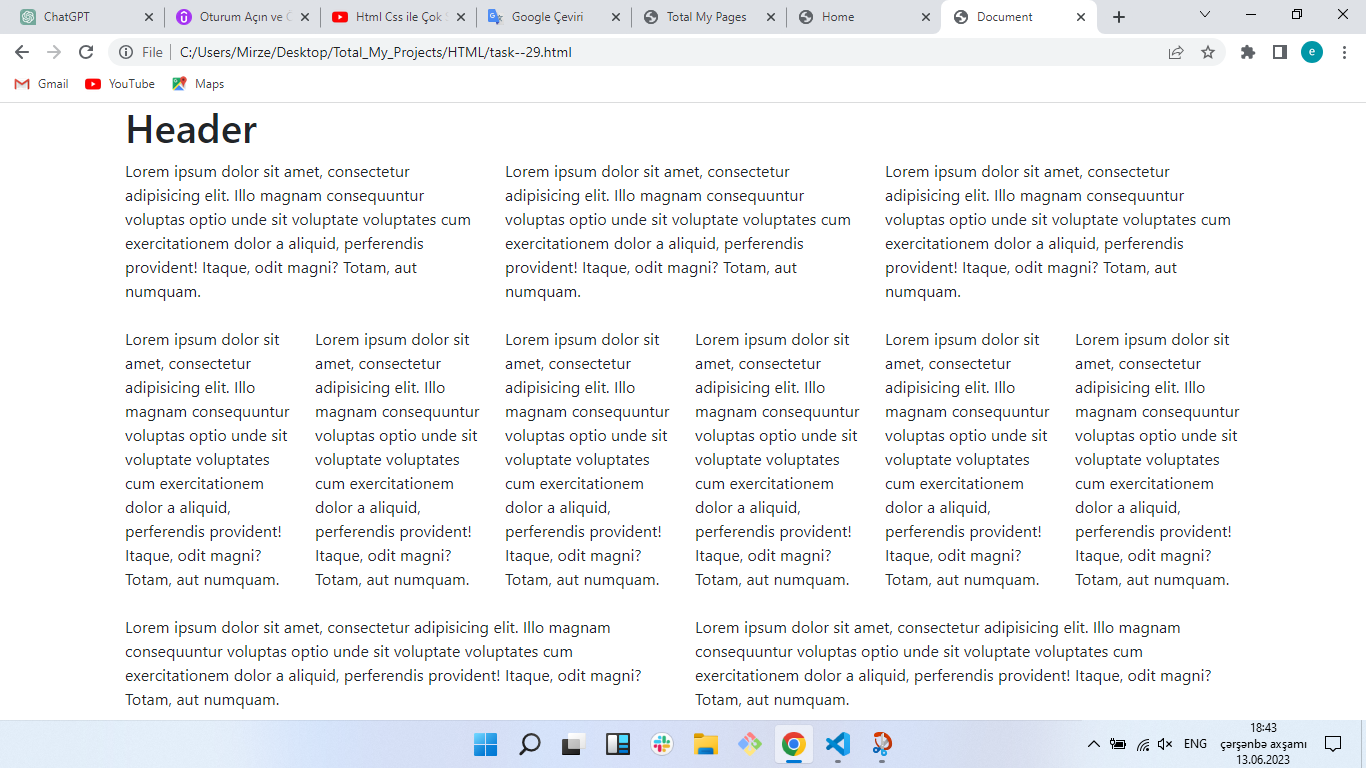 ChatGPT
Oturum Açın ve
Html Css ile Çok
Google Çeviri
Total My Pages
Home
Document
File
C:/Users/Mirze/Desktop/Total_My_Projects/HTML/task--29.html
e
Gmail
YouTube
Maps
Header
Lorem ipsum dolor sit amet, consectetur
adipisicing elit. Illo magnam consequuntur
voluptas optio unde sit voluptate voluptates cum
exercitationem dolor a aliquid, perferendis
provident! Itaque, odit magni? Totam, aut
numquam.
Lorem ipsum dolor sit amet, consectetur
adipisicing elit. Illo magnam consequuntur
voluptas optio unde sit voluptate voluptates cum
exercitationem dolor a aliquid, perferendis
provident! Itaque, odit magni? Totam, aut
numquam.
Lorem ipsum dolor sit amet, consectetur
adipisicing elit. Illo magnam consequuntur
voluptas optio unde sit voluptate voluptates cum
exercitationem dolor a aliquid, perferendis
provident! Itaque, odit magni? Totam, aut
numquam.
Lorem ipsum dolor sit
amet, consectetur
adipisicing elit. Illo
magnam consequuntur
voluptas optio unde sit
voluptate voluptates
cum exercitationem
dolor a aliquid,
perferendis provident!
Itaque, odit magni?
Totam, aut numquam.
Lorem ipsum dolor sit
amet, consectetur
adipisicing elit. Illo
magnam consequuntur
voluptas optio unde sit
voluptate voluptates
cum exercitationem
dolor a aliquid,
perferendis provident!
Itaque, odit magni?
Totam, aut numquam.
Lorem ipsum dolor sit
amet, consectetur
adipisicing elit. Illo
magnam consequuntur
voluptas optio unde sit
voluptate voluptates
cum exercitationem
dolor a aliquid,
perferendis provident!
Itaque, odit magni?
Totam, aut numquam.
Lorem ipsum dolor sit
amet, consectetur
adipisicing elit. Illo
magnam consequuntur
voluptas optio unde sit
voluptate voluptates
cum exercitationem
dolor a aliquid,
perferendis provident!
Itaque, odit magni?
Totam, aut numquam.
Lorem ipsum dolor sit
amet, consectetur
adipisicing elit. Illo
magnam consequuntur
voluptas optio unde sit
voluptate voluptates
cum exercitationem
dolor a aliquid,
perferendis provident!
Itaque, odit magni?
Totam, aut numquam.
Lorem ipsum dolor sit
amet, consectetur
adipisicing elit. Illo
magnam consequuntur
voluptas optio unde sit
voluptate voluptates
cum exercitationem
dolor a aliquid,
perferendis provident!
Itaque, odit magni?
Totam, aut numquam.
Lorem ipsum dolor sit amet, consectetur adipisicing elit. Illo magnam
consequuntur voluptas optio unde sit voluptate voluptates cum
exercitationem dolor a aliquid, perferendis provident! Itaque, odit magni?
Totam, aut numquam.
Lorem ipsum dolor sit amet, consectetur adipisicing elit. Illo magnam
consequuntur voluptas optio unde sit voluptate voluptates cum
exercitationem dolor a aliquid, perferendis provident! Itaque, odit magni?
Totam, aut numquam.
ENG
18:43
çərşənbə axşamı
13.06.2023